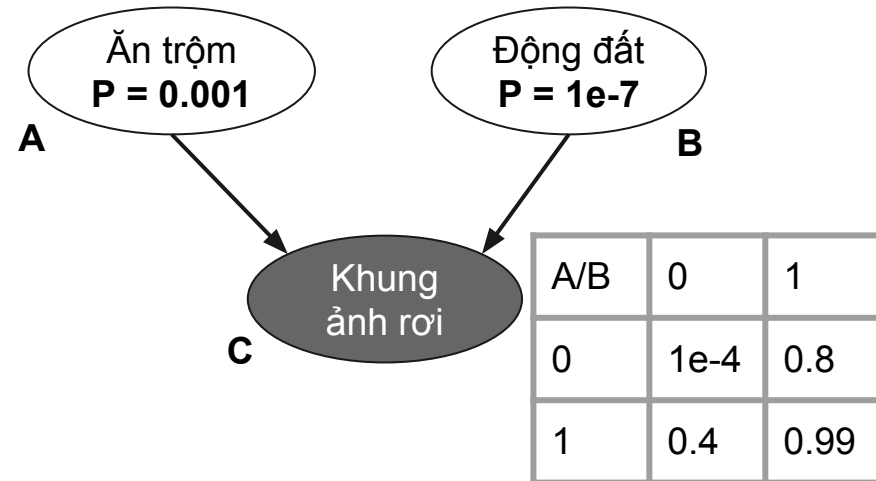 Ăn trộm
P = 0.001
A
Động đất
P = 1e-7
B
Khung
ảnh rơi
C
A/B 0 1
0 1e-4 0.8
1 0.4 0.99